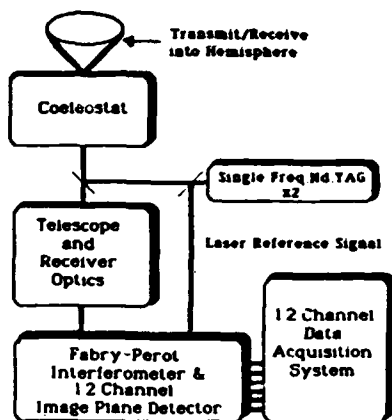 Transmit/Receive
into Hemisphere
Coeleostat
Single Freq Nd.YAG
X2
Telescope
and
Receiver
Optics
Laser Reference Signal
12 Channel
Data
Acquisition
System
Fabry-Perot
Interferometer &
12 Channel
Image Plane Detector